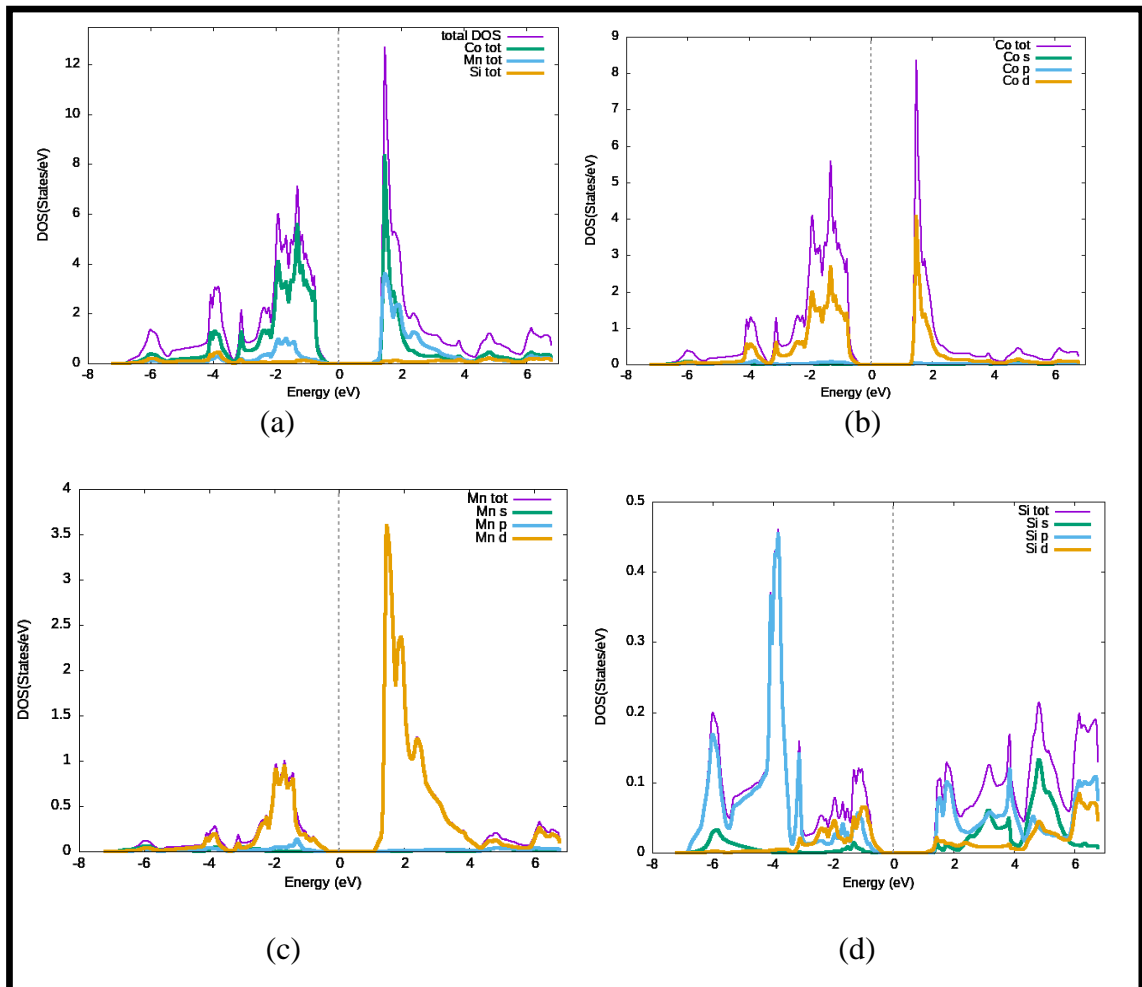 total DOS
Co tot
Mn tot
Si tot
12
10
8
6
4
2
0
DOS(States/eV)
-8 -6 -4 -2 0 2 4 6
Energy (eV)
(a)
Co tot
Co s
Co p
Co d
9
8
7
6
5
4
3
2
1
0
DOS(States/eV)
-8 -6 -4 -2 0 2 4 6
Energy (eV)
(b)
Mn tot
Mn s
Mn p
Mn d
4
3.5
3
2.5
2
1.5
1
0.5
0
DOS(States/eV)
-8 -6 -4 -2 0 2 4 6
Energy (eV)
(c)
Si tot
Si s
Si p
Si d
0.5
0.4
0.3
0.2
0.1
0
DOS(States/eV)
-8 -6 -4 -2 0 2 4 6
Energy (eV)
(d)